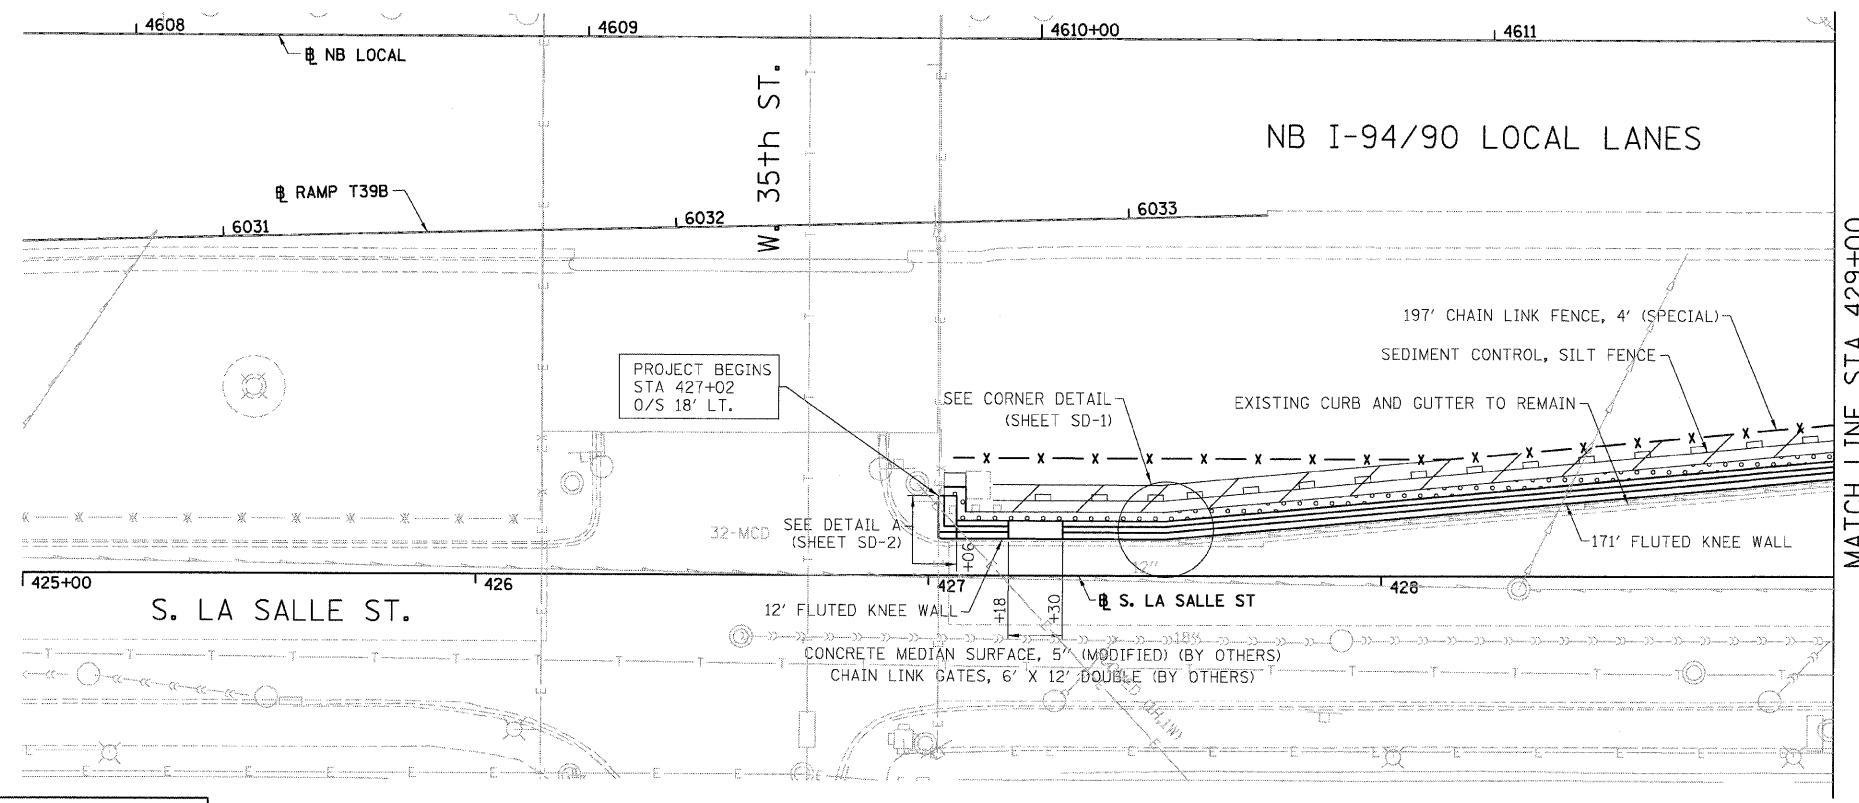 4608
4609
4610+00
4611
℄ NB LOCAL
W. 35th ST.
NB I-94/90 LOCAL LANES
℄ RAMP T39B
6031
6032
6033
MATCH LINE STA 429+00
197' CHAIN LINK FENCE, 4' (SPECIAL)
SEDIMENT CONTROL, SILT FENCE
EXISTING CURB AND GUTTER TO REMAIN
PROJECT BEGINS
STA 427+02
O/S 18' LT.
SEE CORNER DETAIL
(SHEET SD-1)
32-MCD
SEE DETAIL A
(SHEET SD-2)
+06
12"
171' FLUTED KNEE WALL
425+00
426
427
428
S. LA SALLE ST.
12' FLUTED KNEE WALL
+18
+30
℄ S. LA SALLE ST
18"
CONCRETE MEDIAN SURFACE, 5" (MODIFIED) (BY OTHERS)
CHAIN LINK GATES, 6' X 12' DOUBLE (BY OTHERS)